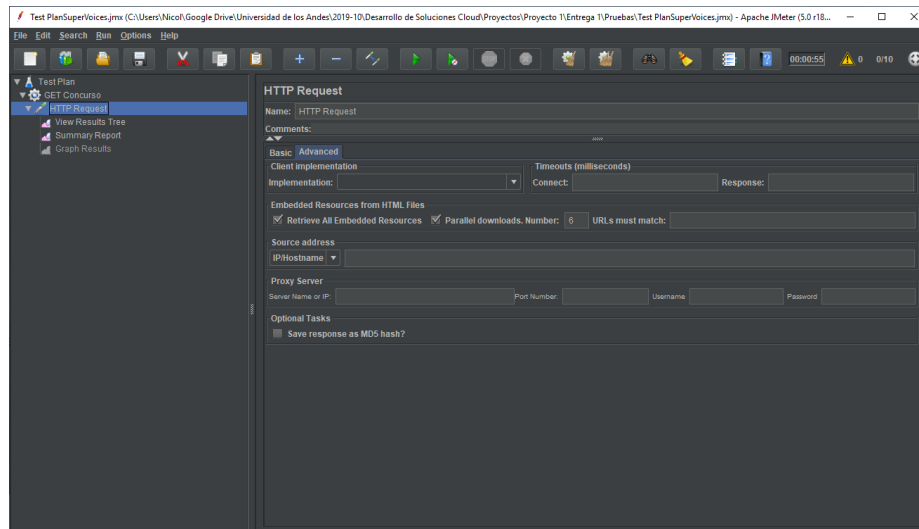 Test PlanSuperVoices.jmx (C:\Users\Nicol\Google Drive\Universidad de los Andes\2019-10\Desarrollo de Soluciones Cloud\Proyectos\Proyecto 1\Entrega 1\Pruebas\Test PlanSuperVoices.jmx) - Apache JMeter (5.0 r18...
File Edit Search Run Options Help
00:00:55 0 0/10
Test Plan
GET Concurso
HTTP Request
View Results Tree
Summary Report
Graph Results
HTTP Request
Name: HTTP Request
Comments:
Basic Advanced
Client implementation Timeouts (milliseconds)
Implementation: Connect: Response:
Embedded Resources from HTML Files
Retrieve All Embedded Resources Parallel downloads. Number: 6 URLs must match:
Source address
IP/Hostname
Proxy Server
Server Name or IP: Port Number: Username Password
Optional Tasks
Save response as MD5 hash?